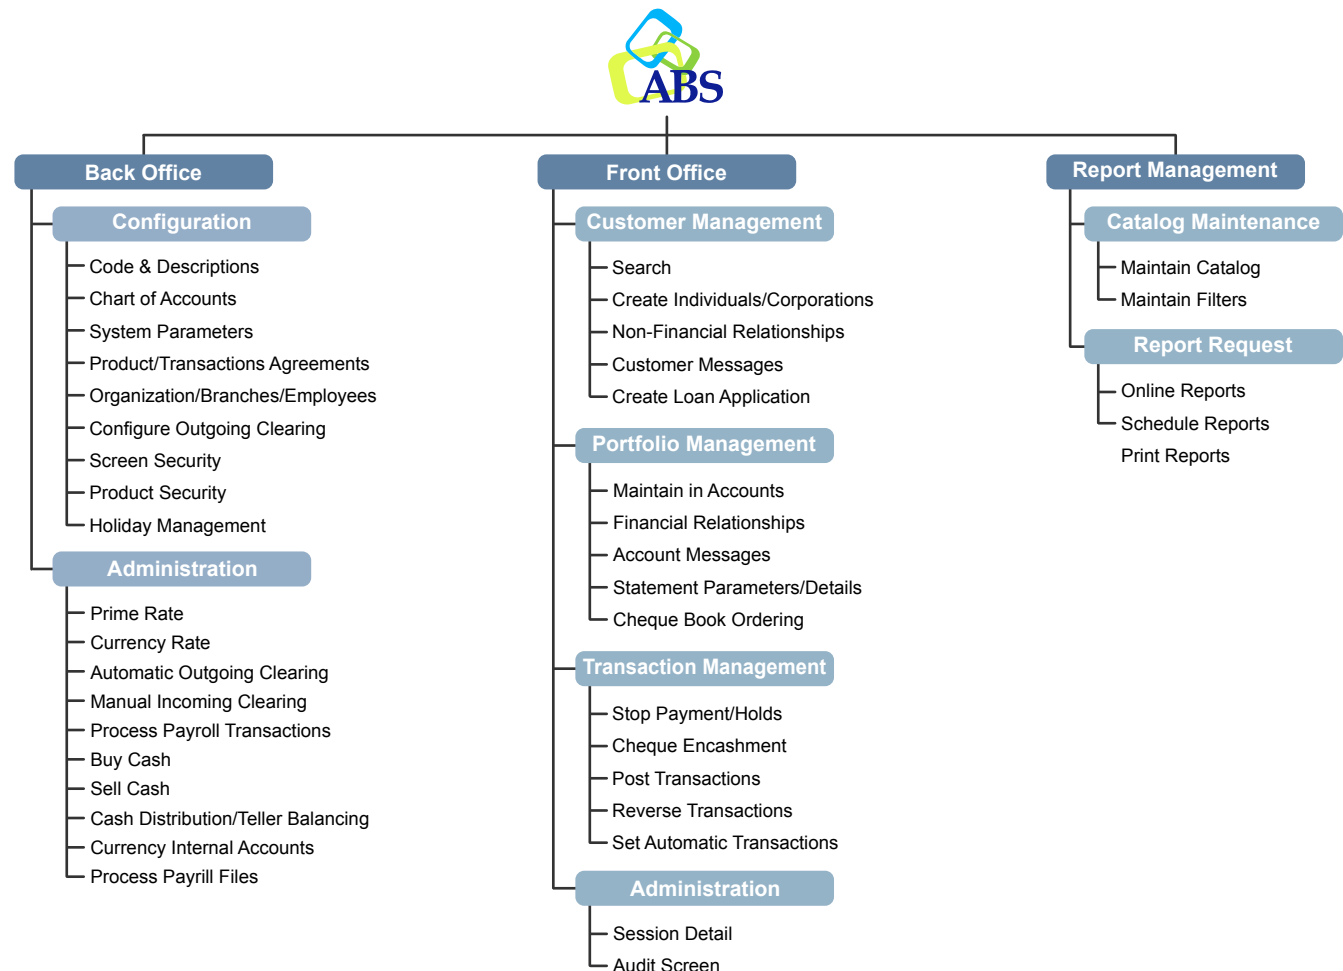 ABS
Back Office
Configuration
Code & Descriptions
Chart of Accounts
System Parameters
Product/Transactions Agreements
Organization/Branches/Employees
Configure Outgoing Clearing
Screen Security
Product Security
Holiday Management
Administration
Prime Rate
Currency Rate
Automatic Outgoing Clearing
Manual Incoming Clearing
Process Payroll Transactions
Buy Cash
Sell Cash
Cash Distribution/Teller Balancing
Currency Internal Accounts
Process Payrill Files
Front Office
Customer Management
Search
Create Individuals/Corporations
Non-Financial Relationships
Customer Messages
Create Loan Application
Portfolio Management
Maintain in Accounts
Financial Relationships
Account Messages
Statement Parameters/Details
Cheque Book Ordering
Transaction Management
Stop Payment/Holds
Cheque Encashment
Post Transactions
Reverse Transactions
Set Automatic Transactions
Administration
Session Detail
Audit Screen
Report Management
Catalog Maintenance
Maintain Catalog
Maintain Filters
Report Request
Online Reports
Schedule Reports
Print Reports